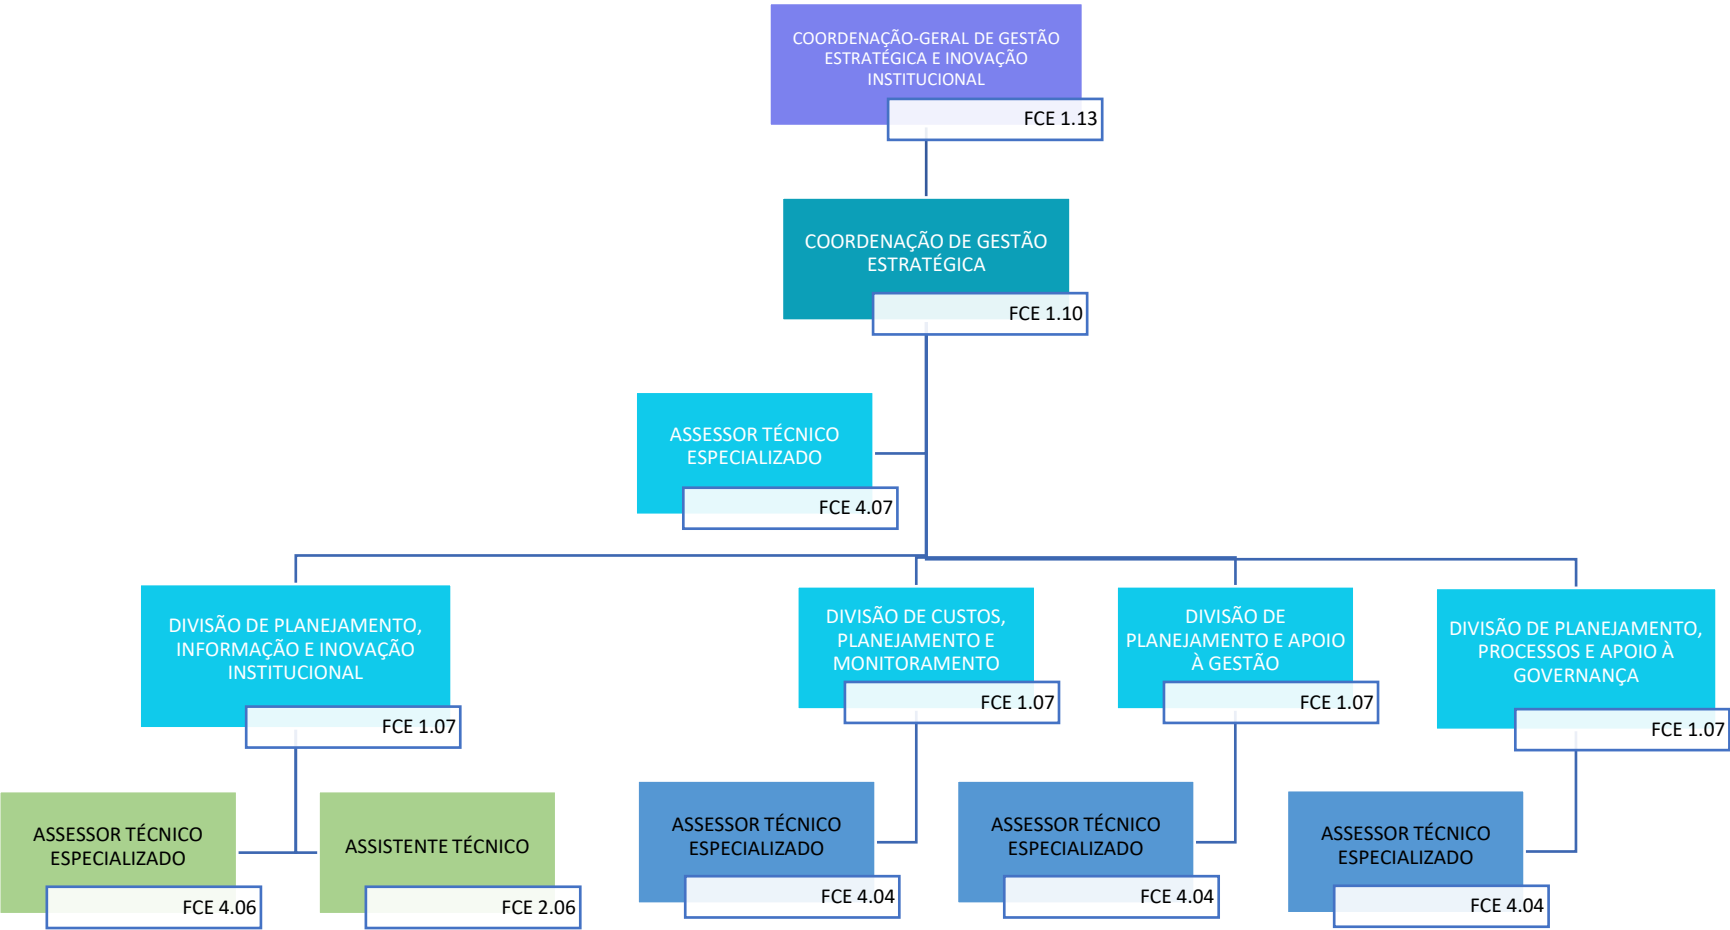 COORDENAÇÃO-GERAL DE GESTÃO
ESTRATÉGICA E INOVAÇÃO
INSTITUCIONAL
FCE 1.13
COORDENAÇÃO DE GESTÃO
ESTRATÉGICA
FCE 1.10
ASSESSOR TÉCNICO
ESPECIALIZADO
FCE 4.07
DIVISÃO DE PLANEJAMENTO,
INFORMAÇÃO E INOVAÇÃO
INSTITUCIONAL
FCE 1.07
DIVISÃO DE CUSTOS,
PLANEJAMENTO E
MONITORAMENTO
FCE 1.07
DIVISÃO DE
PLANEJAMENTO E APOIO
À GESTÃO
FCE 1.07
DIVISÃO DE PLANEJAMENTO,
PROCESSOS E APOIO À
GOVERNANÇA
FCE 1.07
ASSESSOR TÉCNICO
ESPECIALIZADO
FCE 4.06
ASSISTENTE TÉCNICO
FCE 2.06
ASSESSOR TÉCNICO
ESPECIALIZADO
FCE 4.04
ASSESSOR TÉCNICO
ESPECIALIZADO
FCE 4.04
ASSESSOR TÉCNICO
ESPECIALIZADO
FCE 4.04